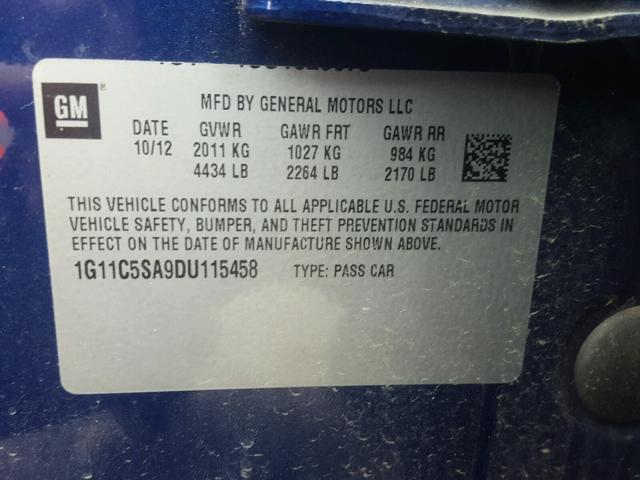 GM
MFD BY GENERAL MOTORS LLC
DATE GVWR GAWR FRT GAWR RR
10/12 2011 KG 1027 KG 984 KG
4434 LB 2264 LB 2170 LB
THIS VEHICLE CONFORMS TO ALL APPLICABLE U.S. FEDERAL MOTOR
VEHICLE SAFETY, BUMPER, AND THEFT PREVENTION STANDARDS IN
EFFECT ON THE DATE OF MANUFACTURE SHOWN ABOVE.
1G11C5SA9DU115458 TYPE: PASS CAR